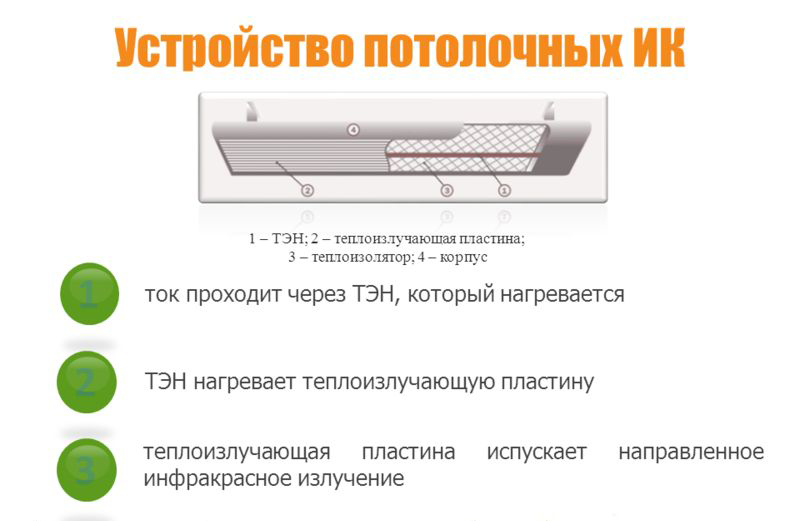 Устройство потолочных ИК
4
2
3
1
1 – ТЭН; 2 – теплоизлучающая пластина;
3 – теплоизолятор; 4 – корпус
1
ток проходит через ТЭН, который нагревается
2
ТЭН нагревает теплоизлучающую пластину
3
теплоизлучающая пластина испускает направленное
инфракрасное излучение